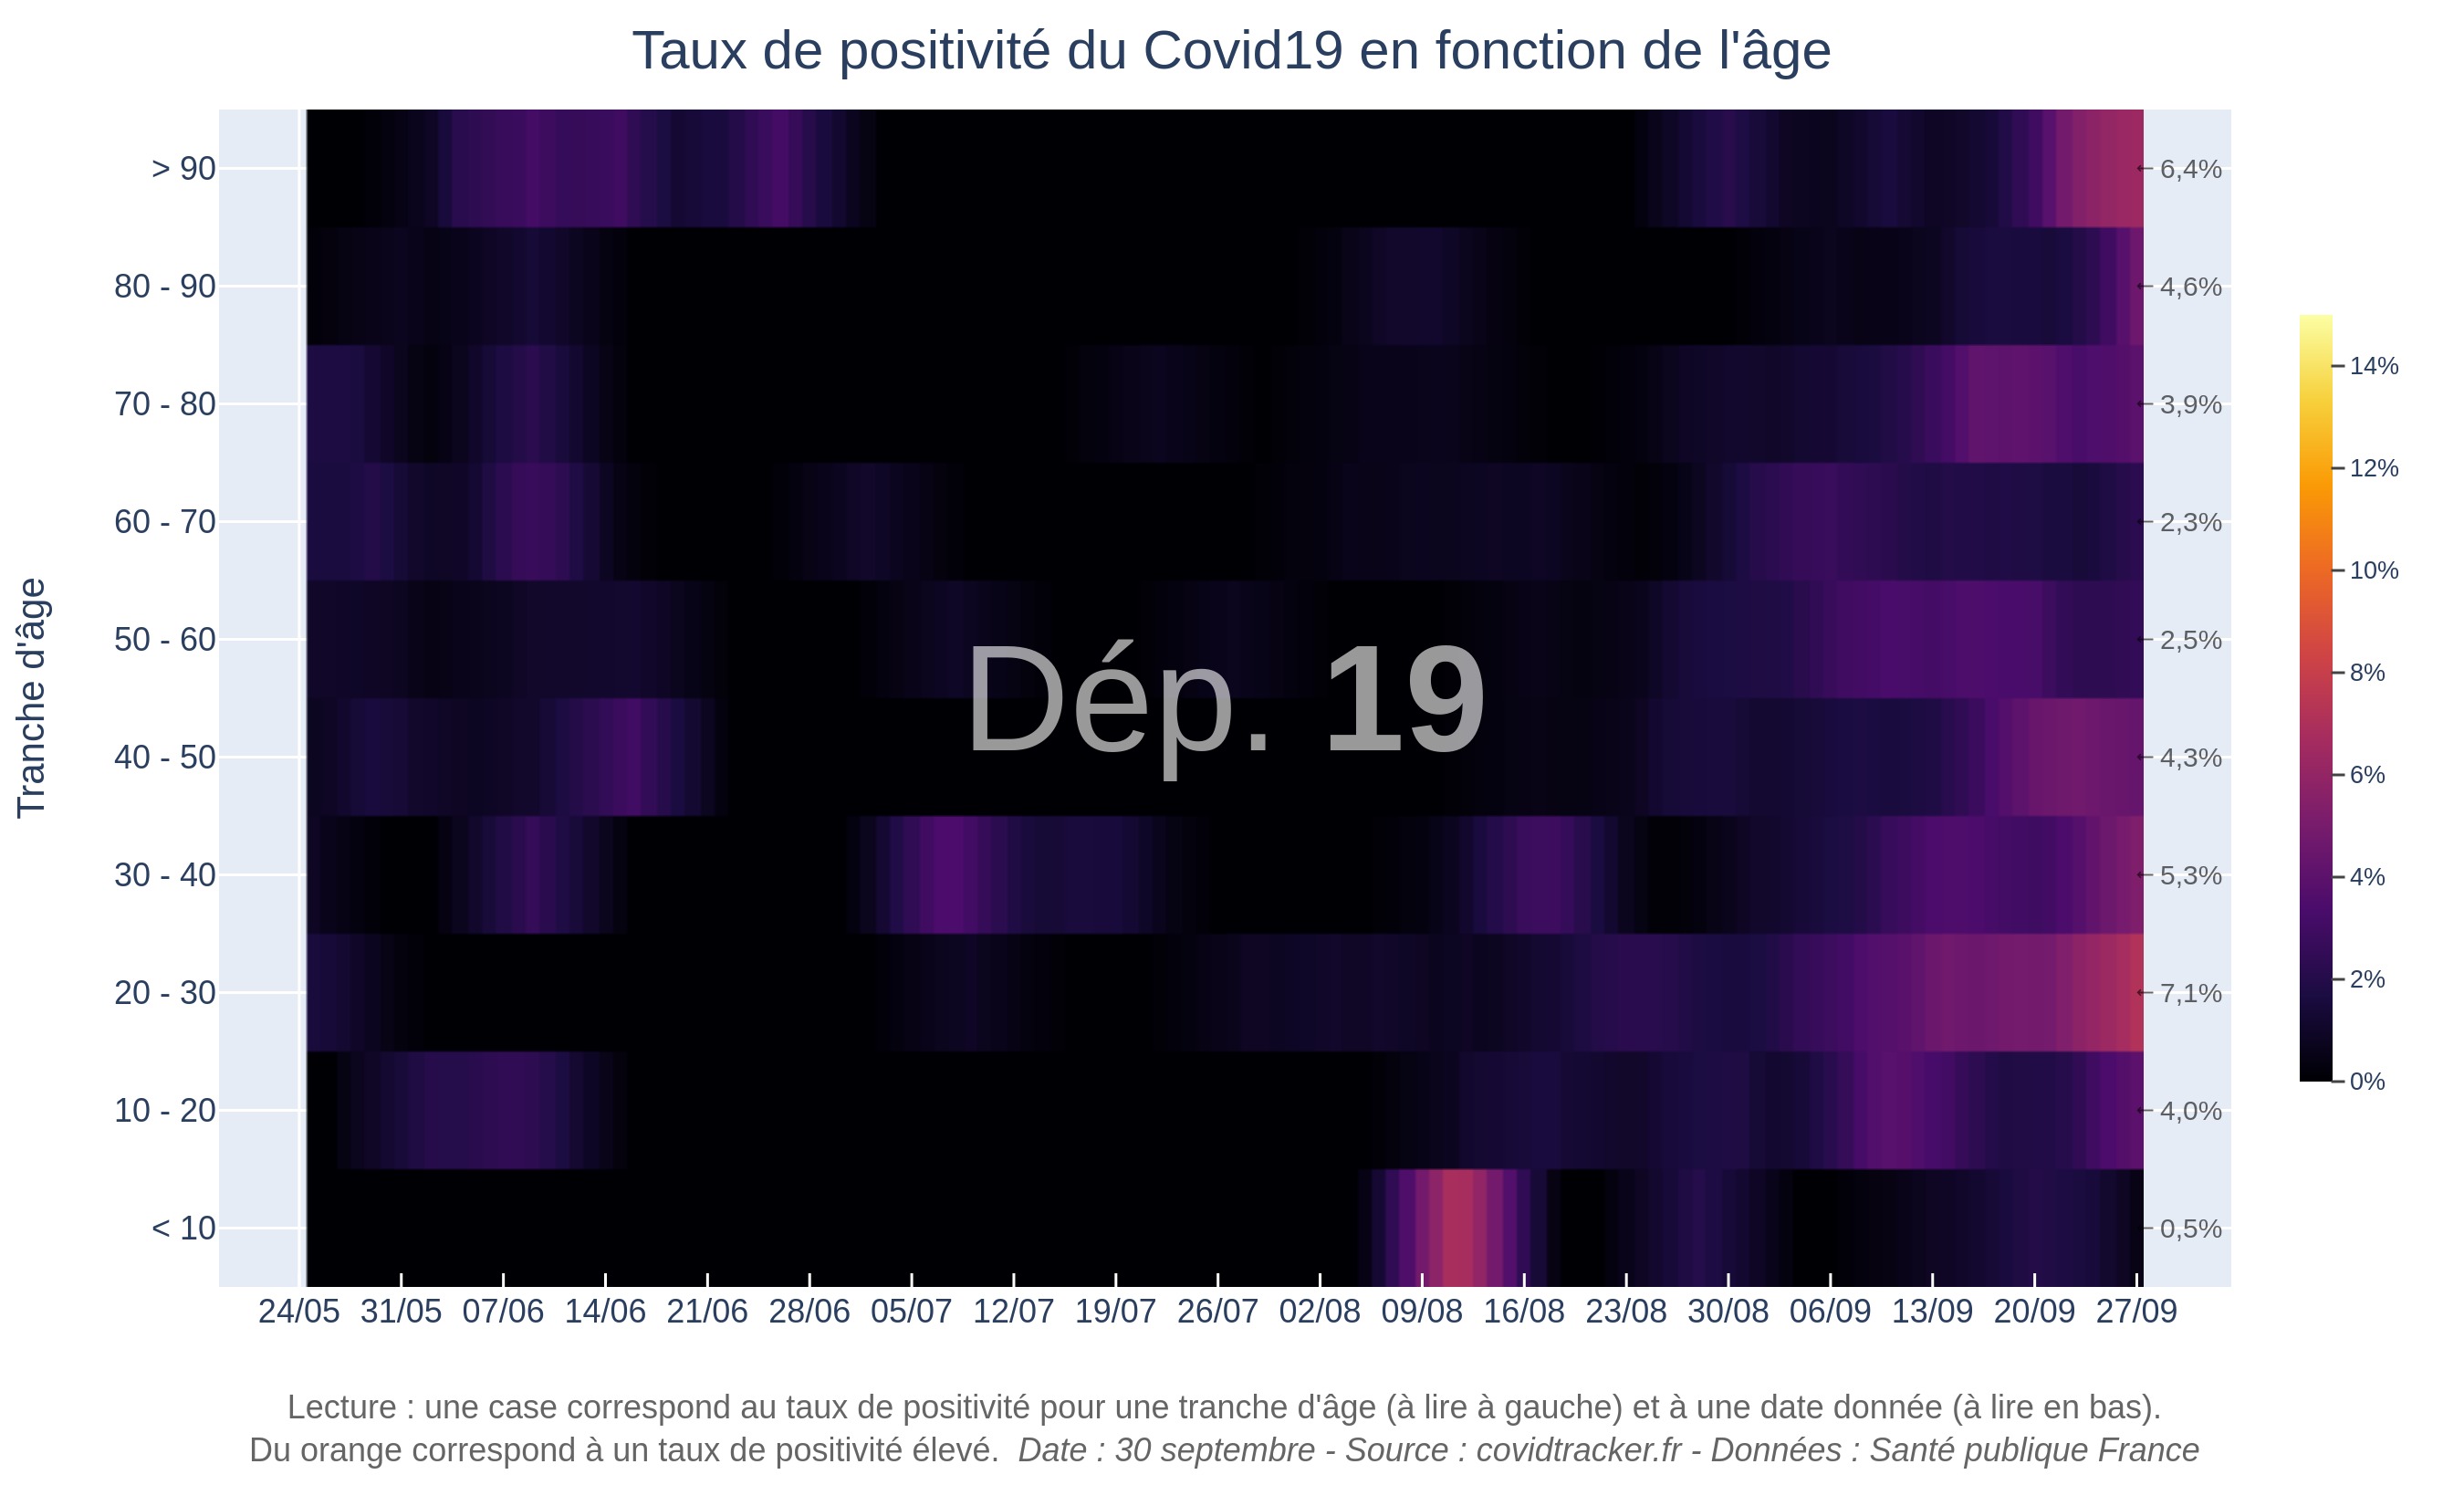 Taux de positivité du Covid19 en fonction de l'âge
Tranche d'âge
> 90
80 - 90
70 - 80
60 - 70
50 - 60
40 - 50
30 - 40
20 - 30
10 - 20
< 10
Dép. 19
← 6,4%
← 4,6%
← 3,9%
← 2,3%
← 2,5%
← 4,3%
← 5,3%
← 7,1%
← 4,0%
← 0,5%
14%
12%
10%
8%
6%
4%
2%
0%
24/05 31/05 07/06 14/06 21/06 28/06 05/07 12/07 19/07 26/07 02/08 09/08 16/08 23/08 30/08 06/09 13/09 20/09 27/09
Lecture : une case correspond au taux de positivité pour une tranche d'âge (à lire à gauche) et à une date donnée (à lire en bas).
Du orange correspond à un taux de positivité élevé. Date : 30 septembre - Source : covidtracker.fr - Données : Santé publique France